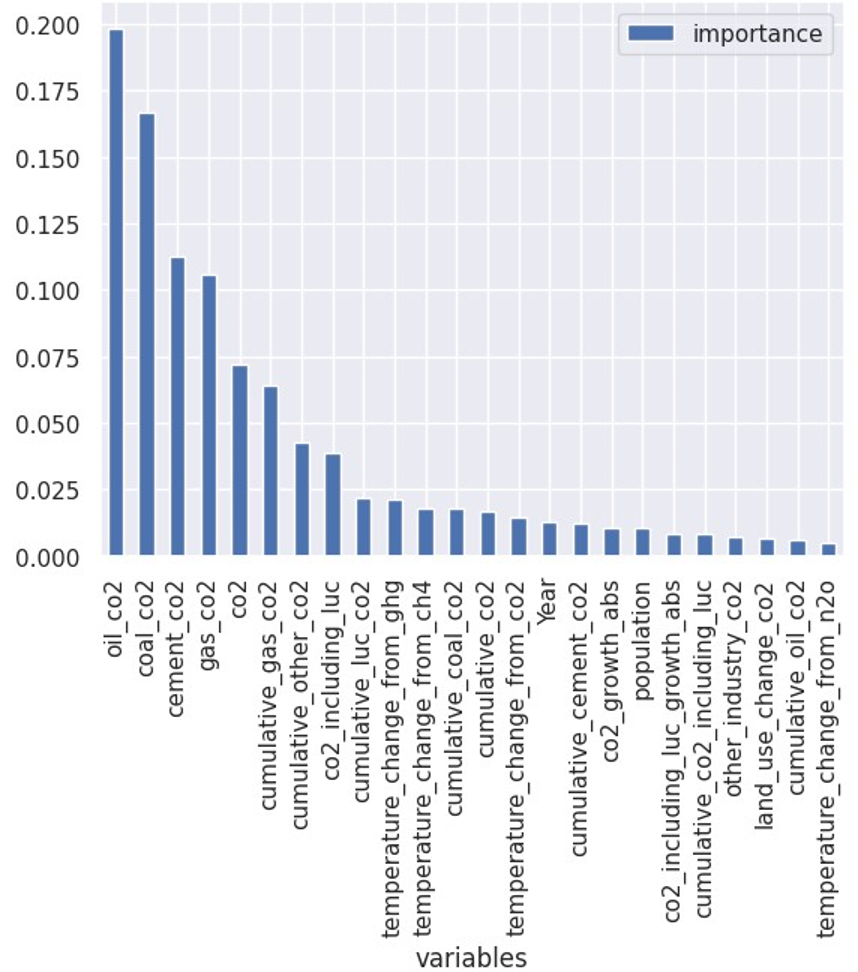 importance
0.200
0.175
0.150
0.125
0.100
0.075
0.050
0.025
0.000
oil_co2
coal_co2
cement_co2
gas_co2
co2
cumulative_gas_co2
cumulative_other_co2
co2_including_luc
cumulative_luc_co2
temperature_change_from_ghg
temperature_change_from_ch4
cumulative_coal_co2
cumulative_co2
temperature_change_from_co2
Year
cumulative_cement_co2
co2_growth_abs
population
co2_including_luc_growth_abs
cumulative_co2_including_luc
other_industry_co2
land_use_change_co2
cumulative_oil_co2
temperature_change_from_n2o
variables